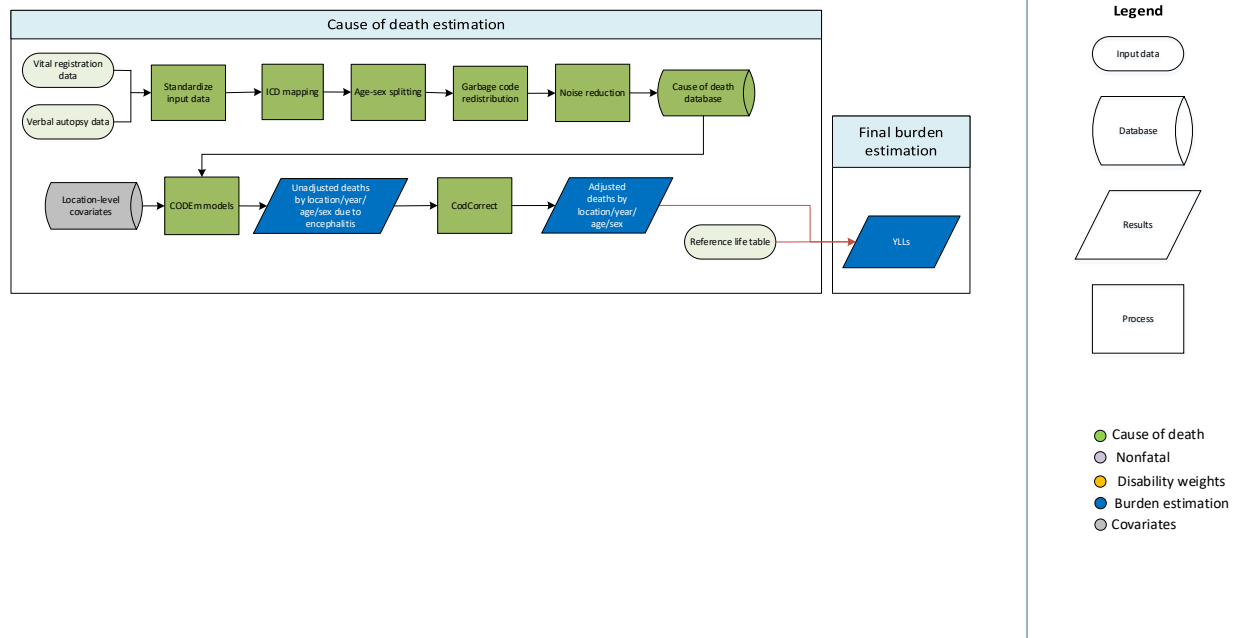 Cause of death estimation
Vital registration
data
Verbal autopsy data
Standardize
input data
ICD mapping
Age-sex splitting
Garbage code
redistribution
Noise reduction
Cause of death
database
Location-level
covariates
CODEm models
Unadjusted deaths
by location/year/
age/sex due to
encephalitis
CodCorrect
Adjusted
deaths by
location/year/
age/sex
Reference life table
Final burden
estimation
YLLs
Legend
Input data
Database
Results
Process
Cause of death
Nonfatal
Disability weights
Burden estimation
Covariates